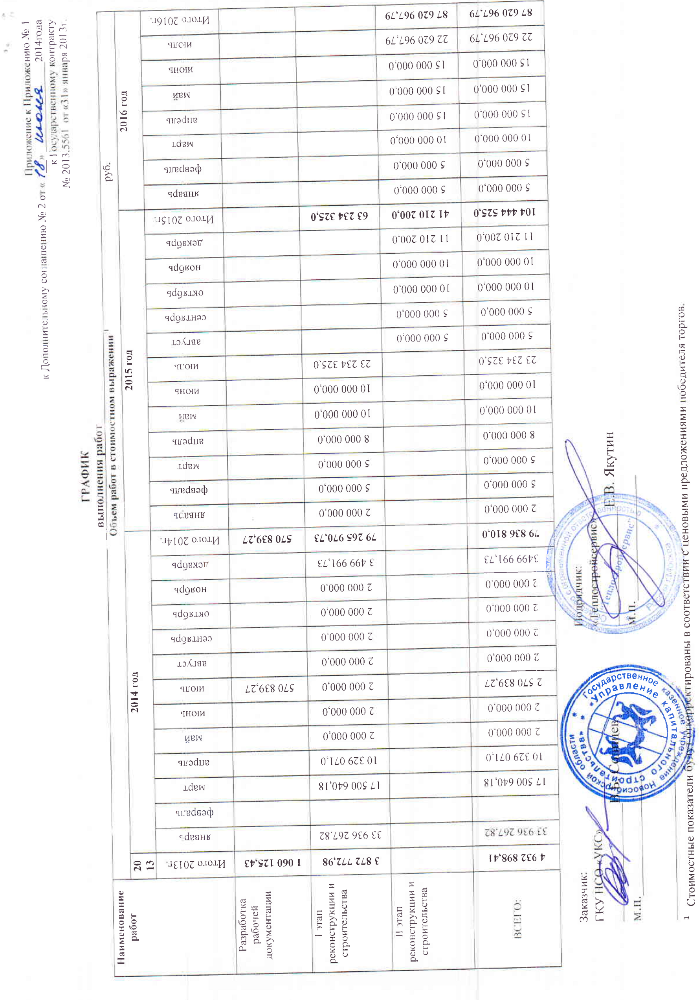 Приложение к Приложению № 1
к Дополнительному соглашению № 2 от «18» июня 2014года
к Государственному контракту
№ 2013.5561 от «31» января 2013г.
ГРАФИК
выполнения работ
Объем работ в стоимостном выражении 1 руб.
Наименование работ 20 13 2014 год 2015 год 2016 год
Итого 2013г. январь февраль март апрель май июнь июль август сентябрь октябрь ноябрь декабрь Итого 2014г. январь февраль март апрель май июнь июль август сентябрь октябрь ноябрь декабрь Итого 2015г. январь февраль март апрель май июнь июль Итого 2016г.
Разработка рабочей документации 1 060 125,43 570 839,27 570 839,27
I этап реконструкции и строительства 3 872 772,98 33 936 267,82 17 500 640,18 10 329 071,0 2 000 000,0 2 000 000,0 2 000 000,0 2 000 000,0 2 000 000.0 2 000 000.0 2 000 000.0 3 499 991.73 79 265 970,73 2 000 000,0 5 000 000,0 5 000 000,0 8 000 000.0 10 000 000,0 10 000 000,0 23 234 325,0 63 234 325,0
II этап реконструкции и строительства 5 000 000,0 5 000 000,0 10 000 000.0 10 000 000,0 11 210 200.0 41 210 200,0 5 000 000,0 5 000 000,0 10 000 000,0 15 000 000,0 15 000 000.0 15 000 000,0 22 620 967.79 87 620 967,79
ВСЕГО: 4 932 898,41 33 936 267.82 17 500 640,18 10 329 071,0 2 000 000.0 2 000 000,0 2 570 839,27 2 000 000,0 2 000 000.0 2 000 000.0 2 000 000,0 3499 991,73 79 836 810,0 2 000 000,0 5 000 000,0 5 000 000,0 8 000 000,0 10 000 000,0 10 000 000,0 23 234 325,0 5 000 000.0 5 000 000,0 10 000 000,0 10 000 000,0 11 210 200,0 104 444 525,0 5 000 000,0 5 000 000,0 10 000 000,0 15 000 000,0 15 000 000,0 15 000 000,0 22 620 967,79 87 620 967,79
Заказчик: Подрядчик:
ГКУ НСО «УКС» «Теплостройсервис»
Е.В. Якутин
М.П. М.П.
Государственное казенное учреждение Новосибирской области
«Управление капитального строительства»
с ограниченной ответственностью
"Теплостройсервис"
1 Стоимостные показатели будут откорректированы в соответствии с ценовыми предложениями победителя торгов.